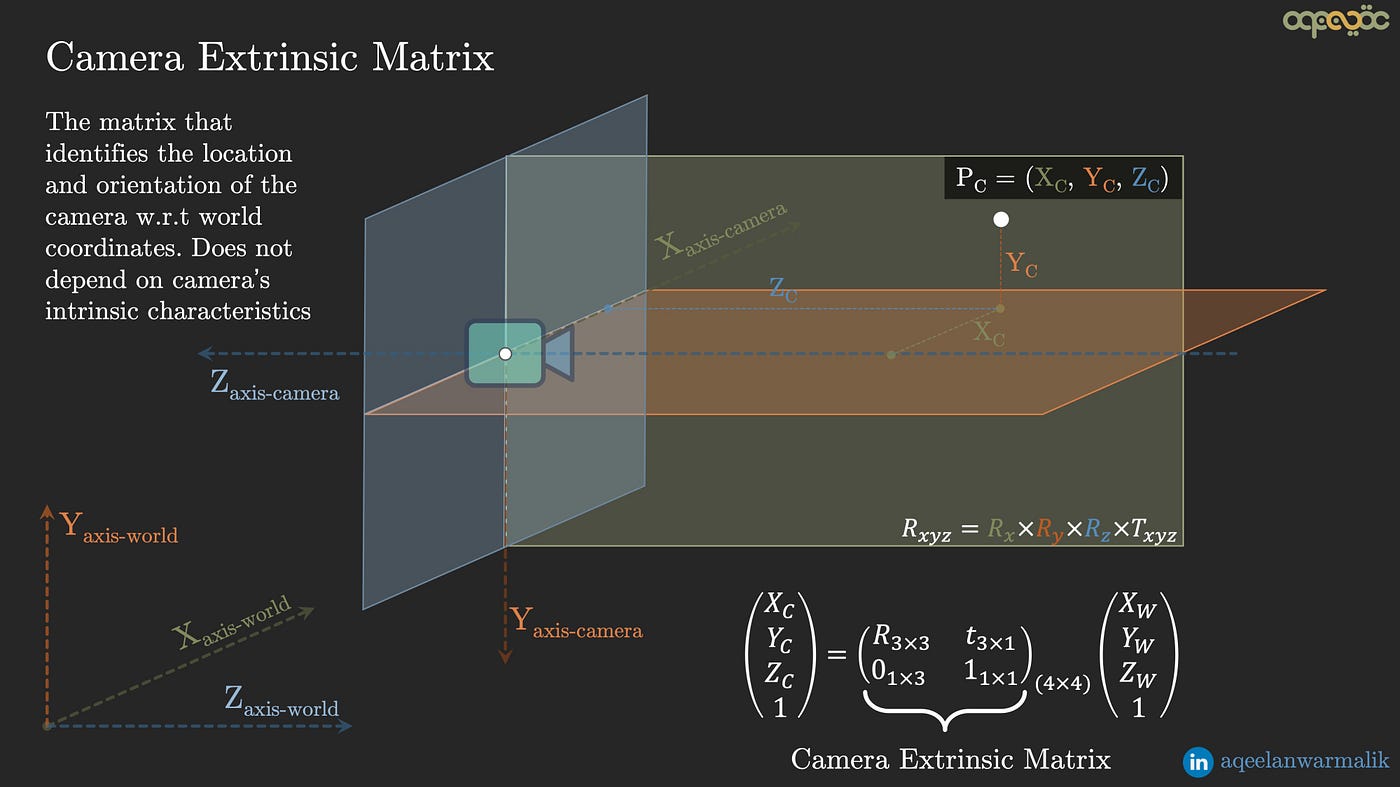 Camera Extrinsic Matrix
The matrix that
identifies the location
and orientation of the
camera w.r.t world
coordinates. Does not
depend on camera's
intrinsic characteristics
P_C = (X_C, Y_C, Z_C)
X_axis-camera
Y_C
Z_C
X_C
Z_axis-camera
R_xyz = R_x×R_y×R_z×T_xyz
Y_axis-world
X_axis-world
Z_axis-world
Y_axis-camera
(X_C Y_C Z_C 1) = (R_3×3 t_3×1 0_1×3 1_1×1)_(4×4) (X_W Y_W Z_W 1)
Camera Extrinsic Matrix
in aqeelanwarmalik